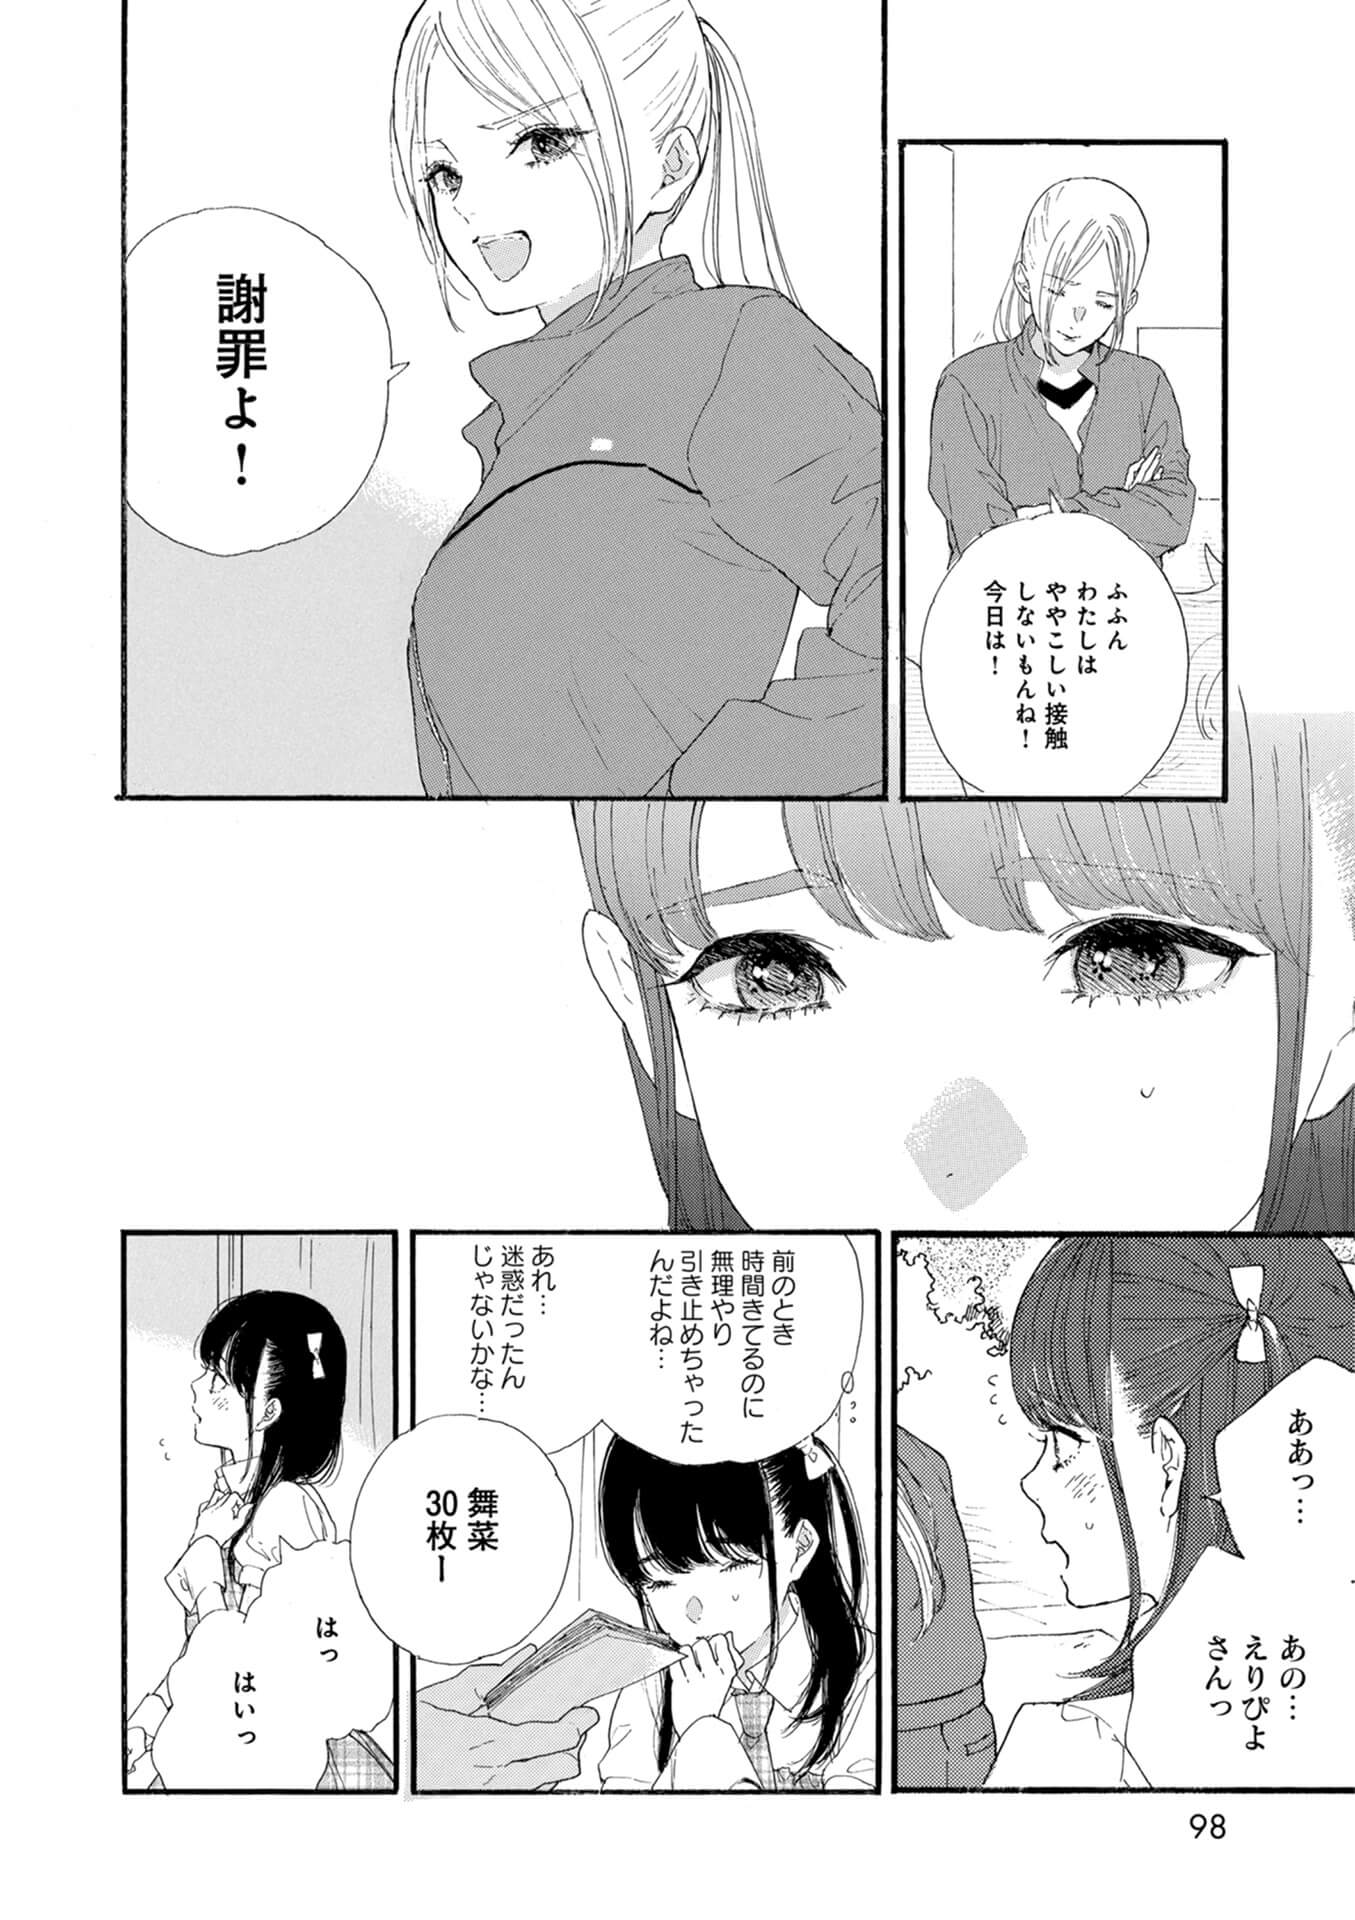 ふふん
わたしは
ややこしい接触
しないもんね！
今日は！
謝罪よ！
ああっ…
あの…
えりぴよ
さんっ
前のとき
時間きてるのに
無理やり
引き止めちゃった
んだよね…
あれ…
迷惑だったん
じゃないかな…
舞菜
30枚ー
はっ
はいっ
98